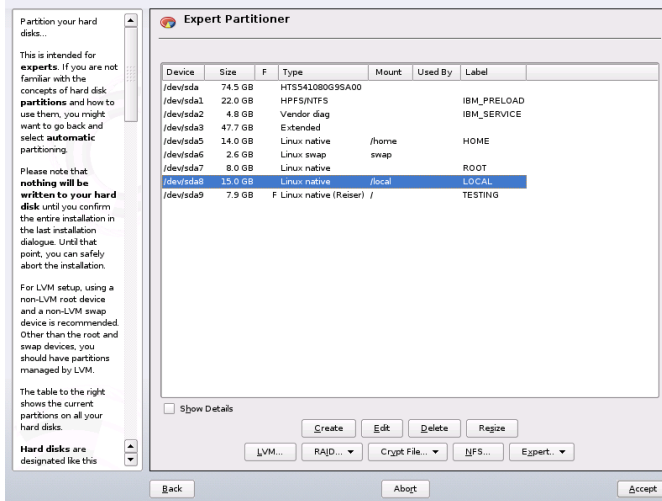 Partition your hard
disks...
This is intended for
experts. If you are not
familiar with the
concepts of hard disk
partitions and how to
use them, you might
want to go back and
select automatic
partitioning.
Please note that
nothing will be
written to your hard
disk until you confirm
the entire installation in
the last installation
dialogue. Until that
point, you can safely
abort the installation.
For LVM setup, using a
non-LVM root device
and a non-LVM swap
device is recommended.
Other than the root and
swap devices, you
should have partitions
managed by LVM.
The table to the right
shows the current
partitions on all your
hard disks.
Hard disks are
designated like this
Expert Partitioner
Device Size F Type Mount Used By Label
/dev/sda 74.5 GB HTS541080G9SA00
/dev/sda1 22.0 GB HPFS/NTFS IBM_PRELOAD
/dev/sda2 4.8 GB Vendor diag IBM_SERVICE
/dev/sda3 47.7 GB Extended
/dev/sda5 14.0 GB Linux native /home HOME
/dev/sda6 2.6 GB Linux swap swap
/dev/sda7 8.0 GB Linux native ROOT
/dev/sda8 15.0 GB Linux native /local LOCAL
/dev/sda9 7.9 GB F Linux native (Reiser) / TESTING
Show Details
Create Edit Delete Resize
LVM... RAID... Crypt File... NFS... Expert..
Back Abort Accept